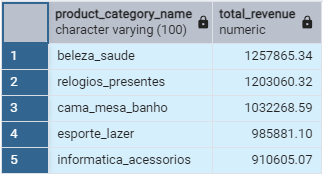 product_category_name total_revenue
character varying (100) numeric
1 beleza_saude 1257865.34
2 relogios_presentes 1203060.32
3 cama_mesa_banho 1032268.59
4 esporte_lazer 985881.10
5 informatica_acessorios 910605.07